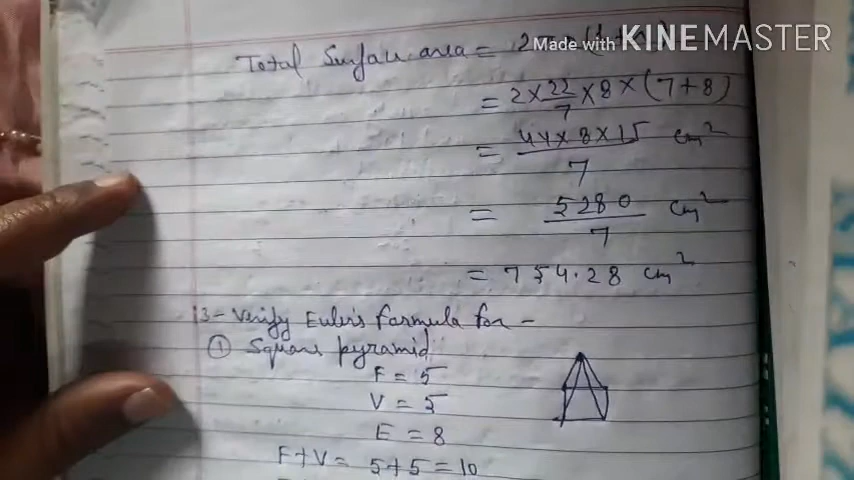 Made with KINEMASTER
Total Surface area = 2
= 2 × 22/7 × 8 × (7+8)
= 44×8×15/7 cm²
= 5280/7 cm²
= 754.28 cm²
3- Verify Euler's formula for -
① Square pyramid
F = 5
V = 5
E = 8
F+V = 5+5 = 10